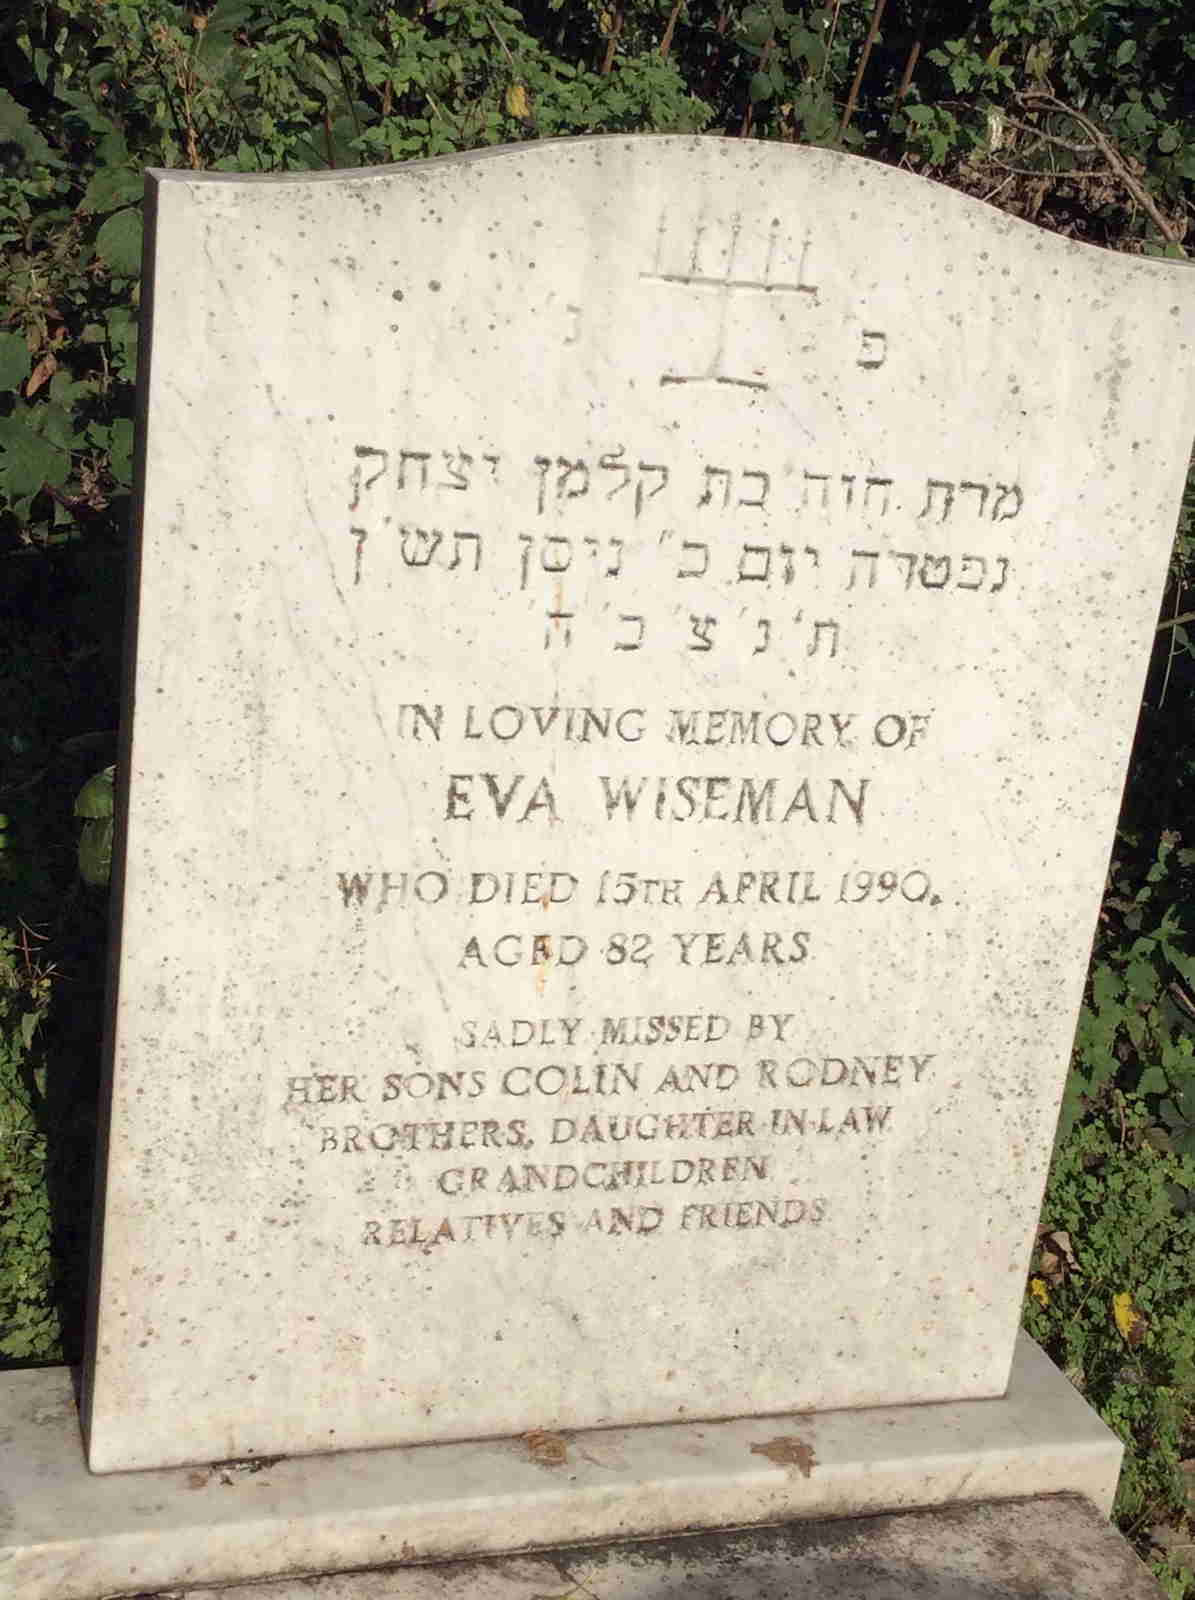 פ נ'
מרת חוה בת קלמן יצחק
נפטרה יום כ" ניסן תש"ן
ת' נ' צ' ב' ה'
IN LOVING MEMORY OF
EVA WISEMAN
WHO DIED 15TH APRIL 1990.
AGED 82 YEARS
SADLY MISSED BY
HER SONS COLIN AND RODNEY
BROTHERS, DAUGHTER-IN-LAW
GRANDCHILDREN
RELATIVES AND FRIENDS